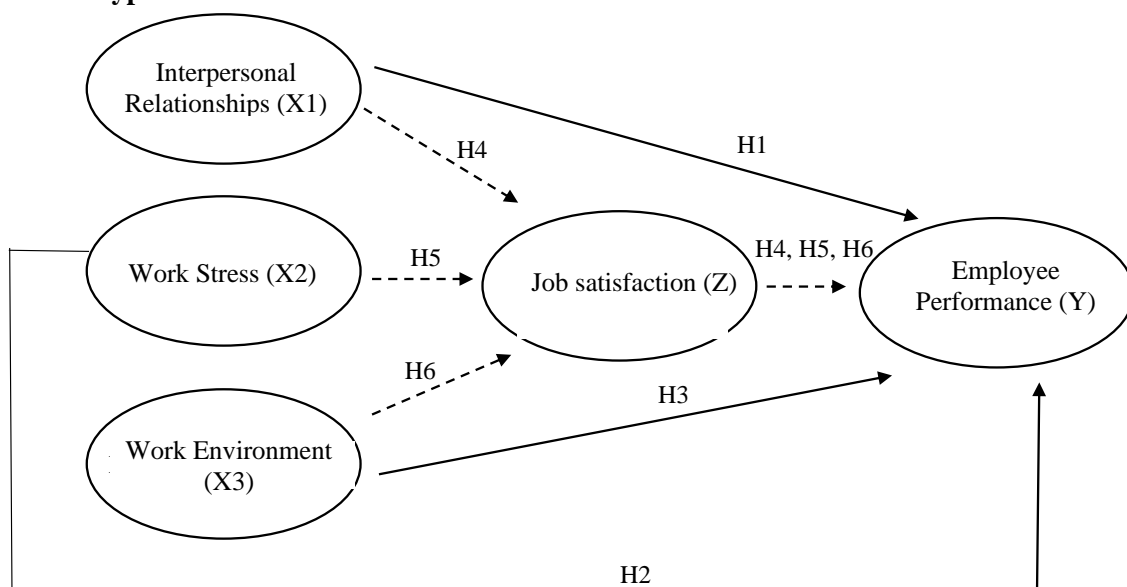 Interpersonal
Relationships (X1)
H1
H4
Work Stress (X2)
H5
Job satisfaction (Z)
H4, H5, H6
Employee
Performance (Y)
H6
H3
Work Environment
(X3)
H2